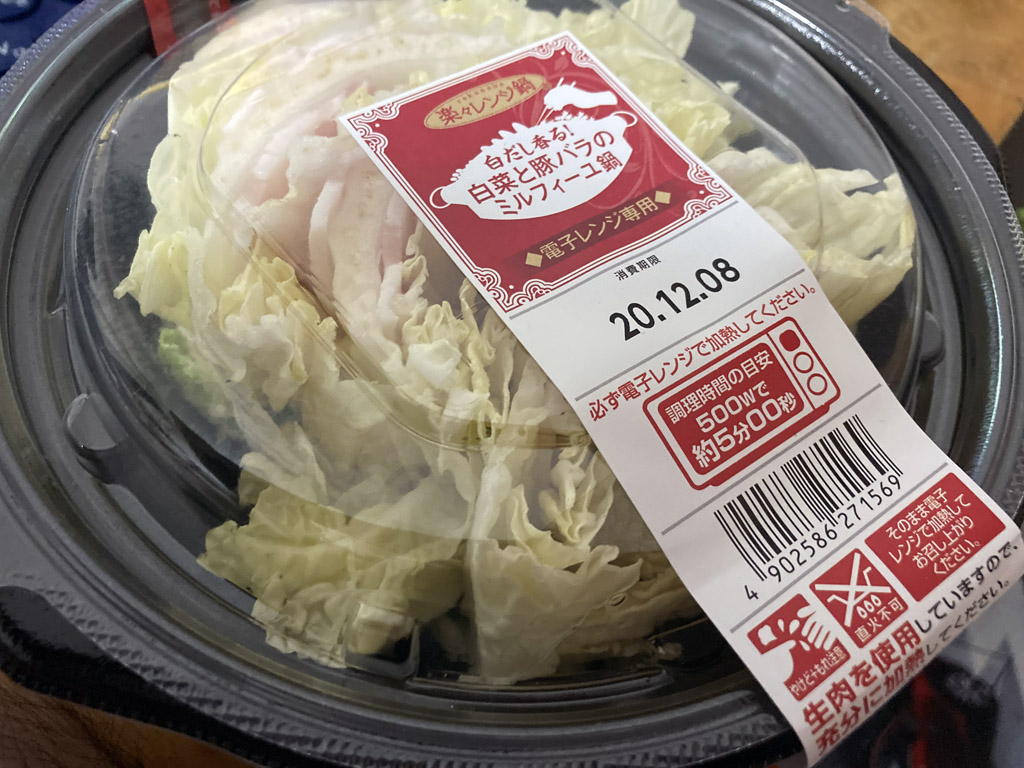 楽々レンジ鍋
白だし香る!
白菜と豚バラの
ミルフィーユ鍋
◆電子レンジ専用◆
消費期限
20.12.08
必ず電子レンジで加熱してください。
調理時間の目安
500wで
約5分00秒
4 902586 271569
そのまま電子
レンジで加熱して
お召し上がり
ください。
直火不可
やけど・もれ注意
生肉を使用していますので、
充分に加熱してください。